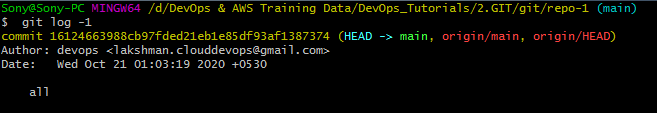 Sony@Sony-PC MINGW64 /d/DevOps & AWS Training Data/DevOps_Tutorials/2.GIT/git/repo-1 (main)
$ git log -1
commit 16124663988cb97fded21eb1e85df93af1387374 (HEAD -> main, origin/main, origin/HEAD)
Author: devops <lakshman.clouddevops@gmail.com>
Date:   Wed Oct 21 01:03:19 2020 +0530
    all